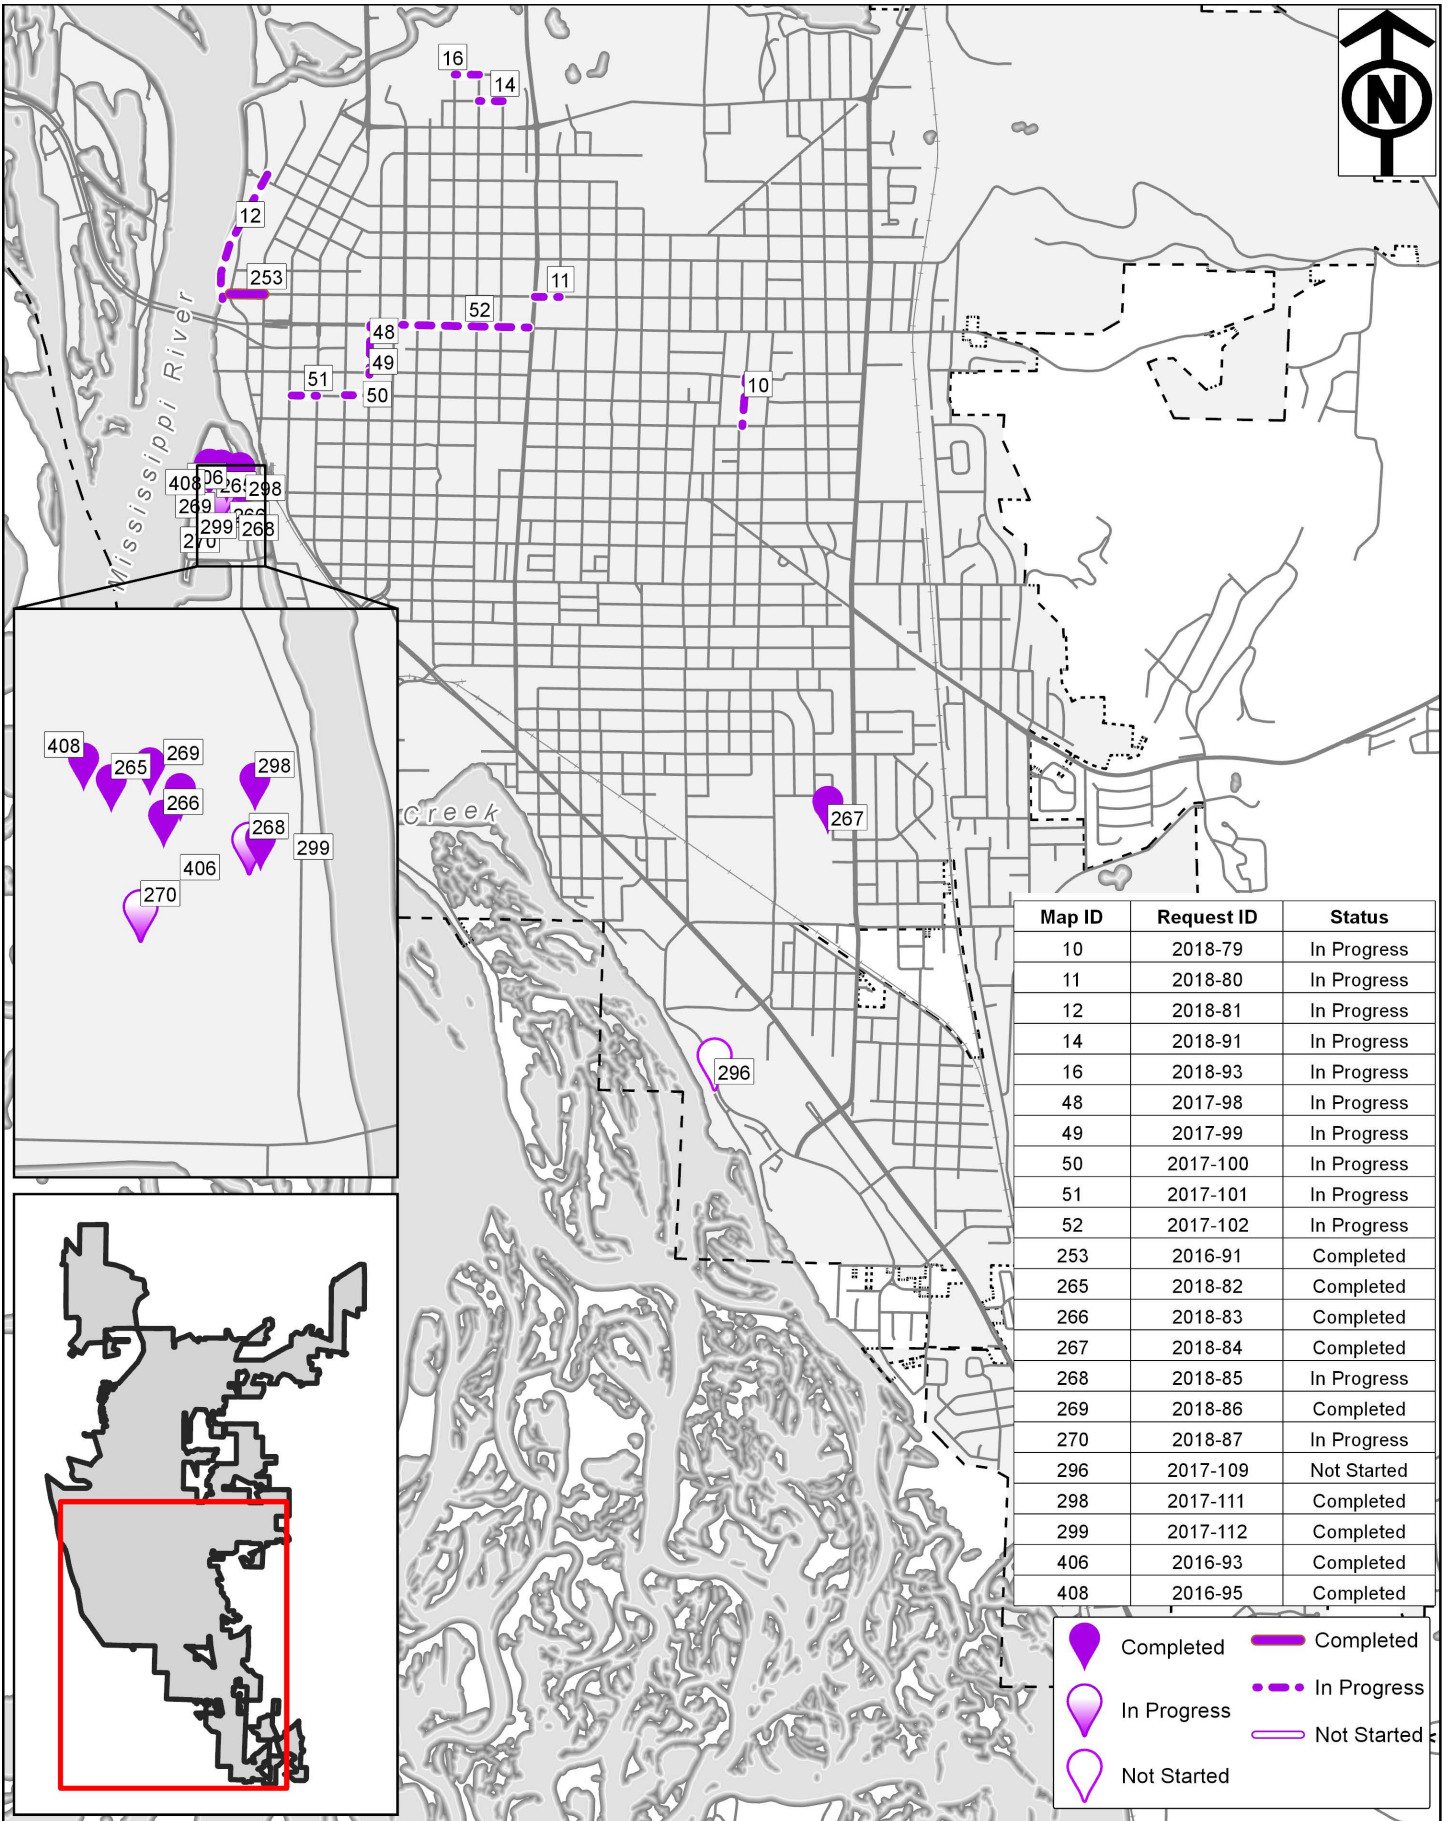 N
16
14
12
253
11
52
48
49
51
50
10
Mississippi River
408
06
265
298
269
266
299
268
270
408
265
269
298
266
268
299
406
270
Creek
267
296
Map ID Request ID Status
10 2018-79 In Progress
11 2018-80 In Progress
12 2018-81 In Progress
14 2018-91 In Progress
16 2018-93 In Progress
48 2017-98 In Progress
49 2017-99 In Progress
50 2017-100 In Progress
51 2017-101 In Progress
52 2017-102 In Progress
253 2016-91 Completed
265 2018-82 Completed
266 2018-83 Completed
267 2018-84 Completed
268 2018-85 In Progress
269 2018-86 Completed
270 2018-87 In Progress
296 2017-109 Not Started
298 2017-111 Completed
299 2017-112 Completed
406 2016-93 Completed
408 2016-95 Completed
Completed
Completed
In Progress
In Progress
Not Started
Not Started